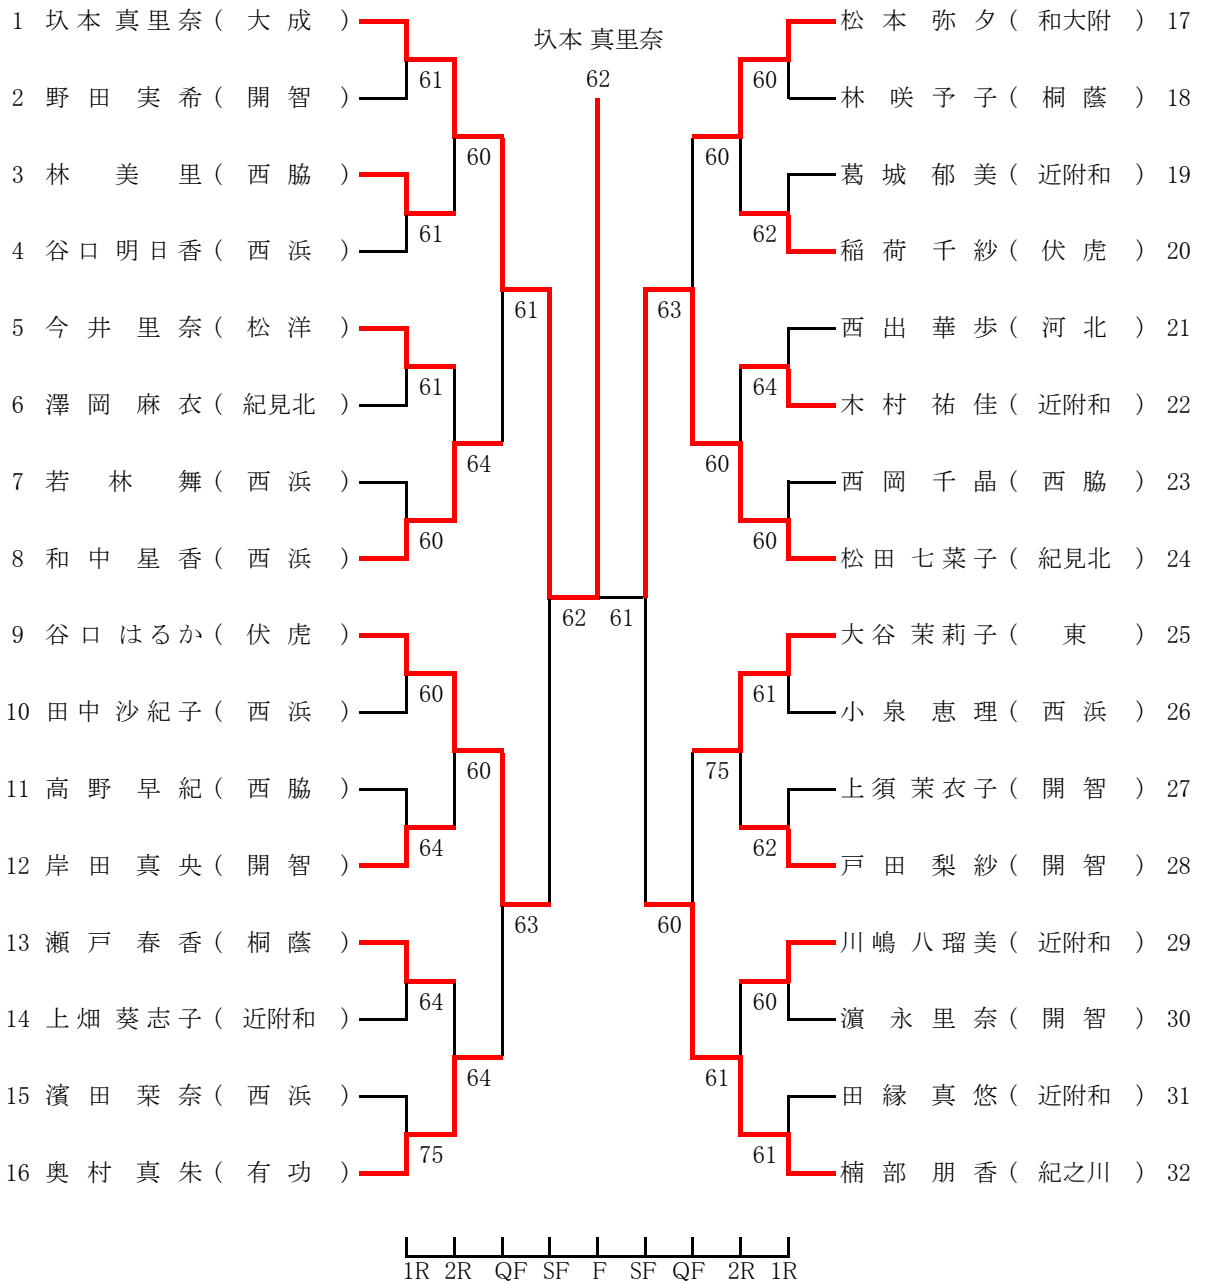 圦本 真里奈
62
1 圦本 真里奈 ( 大成 )
61
2 野田 実希 ( 開智 )
60
3 林 美里 ( 西脇 )
61
4 谷口 明日香 ( 西浜 )
61
5 今井 里奈 ( 松洋 )
61
6 澤岡 麻衣 ( 紀見北 )
64
7 若林 舞 ( 西浜 )
60
8 和中 星香 ( 西浜 )
62
9 谷口 はるか ( 伏虎 )
60
10 田中 沙紀子 ( 西浜 )
60
11 高野 早紀 ( 西脇 )
64
12 岸田 真央 ( 開智 )
63
13 瀬戸 春香 ( 桐蔭 )
64
14 上畑 葵志子 ( 近附和 )
64
15 濱田 栞奈 ( 西浜 )
75
16 奥村 真朱 ( 有功 )
松本 弥夕 ( 和大附 ) 17
60
林 咲予子 ( 桐蔭 ) 18
60
葛城 郁美 ( 近附和 ) 19
62
稲荷 千紗 ( 伏虎 ) 20
63
西出 華歩 ( 河北 ) 21
64
木村 祐佳 ( 近附和 ) 22
60
西岡 千晶 ( 西脇 ) 23
60
松田 七菜子 ( 紀見北 ) 24
61
大谷 茉莉子 ( 東 ) 25
61
小泉 恵理 ( 西浜 ) 26
75
上須 茉衣子 ( 開智 ) 27
62
戸田 梨紗 ( 開智 ) 28
60
川嶋 八瑠美 ( 近附和 ) 29
60
濵永 里奈 ( 開智 ) 30
61
田縁 真悠 ( 近附和 ) 31
61
楠部 朋香 ( 紀之川 ) 32
1R 2R QF SF F SF QF 2R 1R